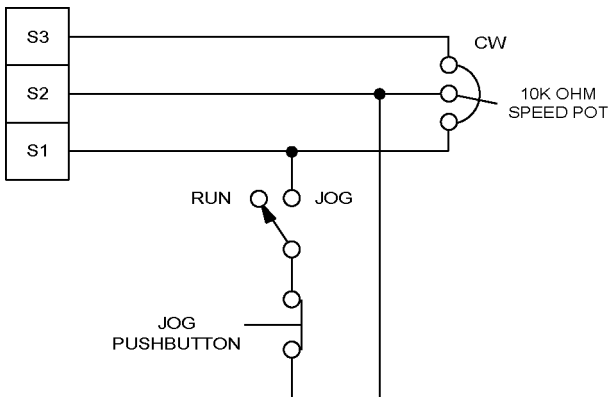 S3
CW
S2
10K OHM
SPEED POT
S1
RUN
JOG
JOG
PUSHBUTTON